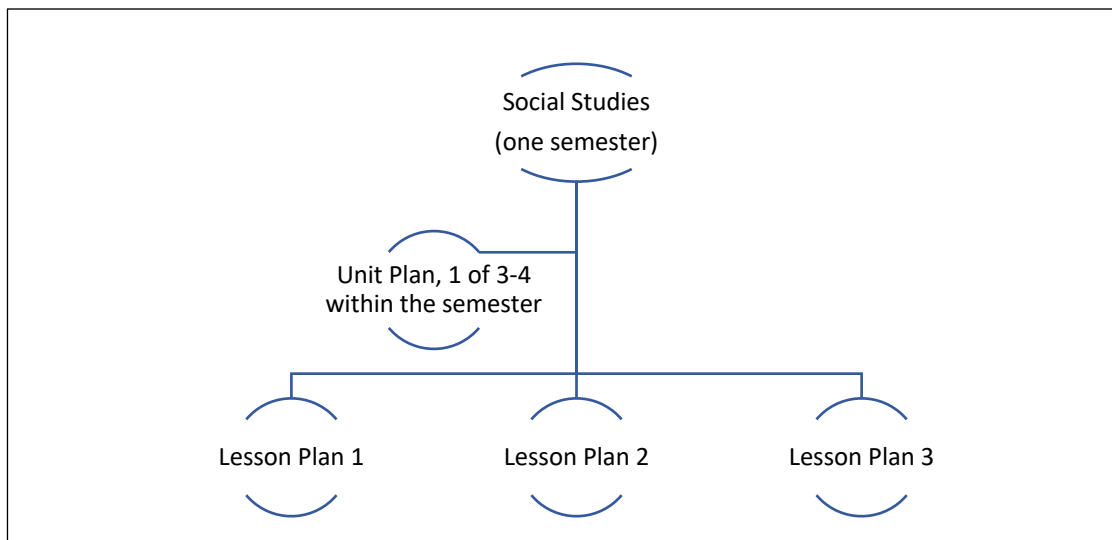 Social Studies
(one semester)
Unit Plan, 1 of 3-4
within the semester
Lesson Plan 1
Lesson Plan 2
Lesson Plan 3